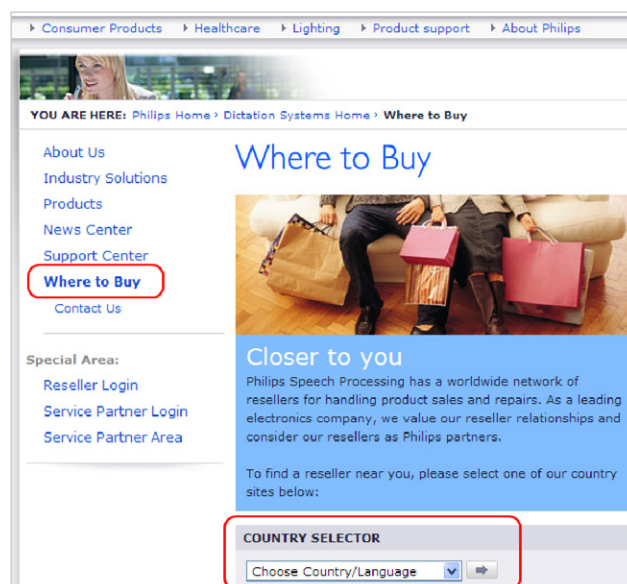 Consumer Products Healthcare Lighting Product support About Philips
YOU ARE HERE: Philips Home › Dictation Systems Home › Where to Buy
About Us
Industry Solutions
Products
News Center
Support Center
Where to Buy
Contact Us
Special Area:
Reseller Login
Service Partner Login
Service Partner Area
Where to Buy
Closer to you
Philips Speech Processing has a worldwide network of
resellers for handling product sales and repairs. As a leading
electronics company, we value our reseller relationships and
consider our resellers as Philips partners.
To find a reseller near you, please select one of our country
sites below:
COUNTRY SELECTOR
Choose Country/Language